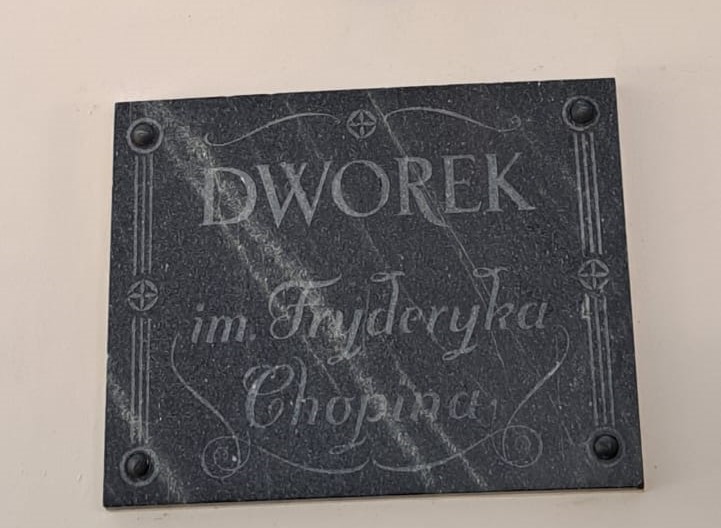 DWOREK
im. Fryderyka
Chopina